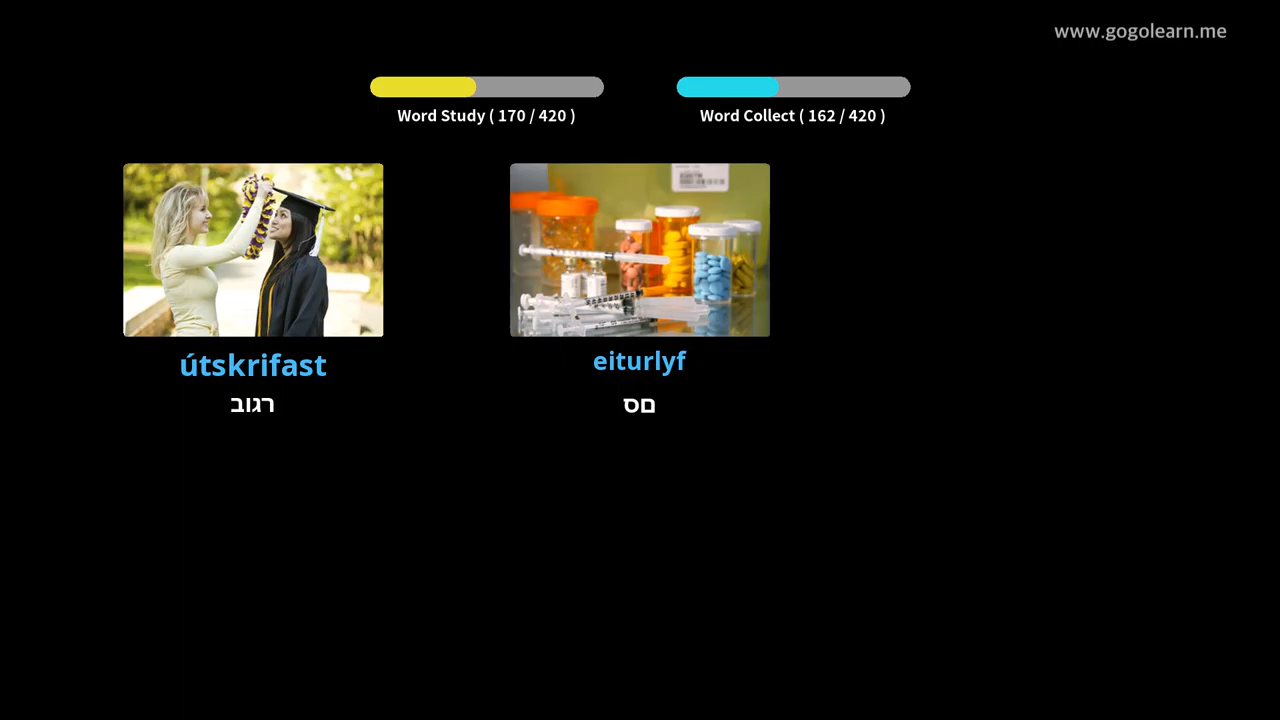 www.gogolearn.me
Word Study ( 170 / 420 )
Word Collect ( 162 / 420 )
útskrifast
רגוב
eiturlyf
םס